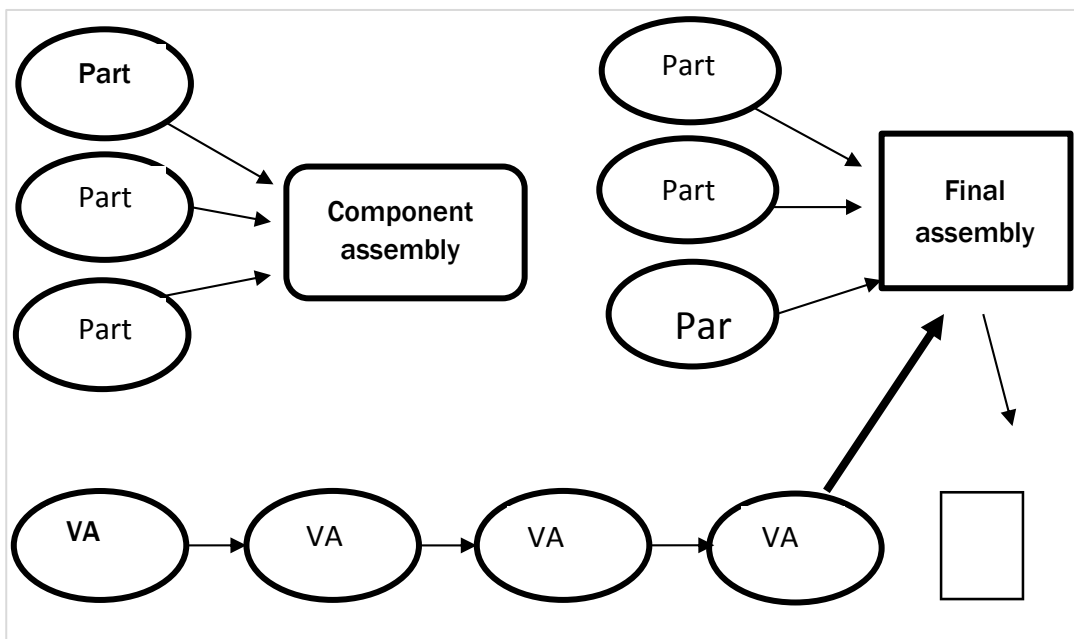 Part
Part
Part
Component
assembly
Part
Part
Par
Final
assembly
VA
VA
VA
VA